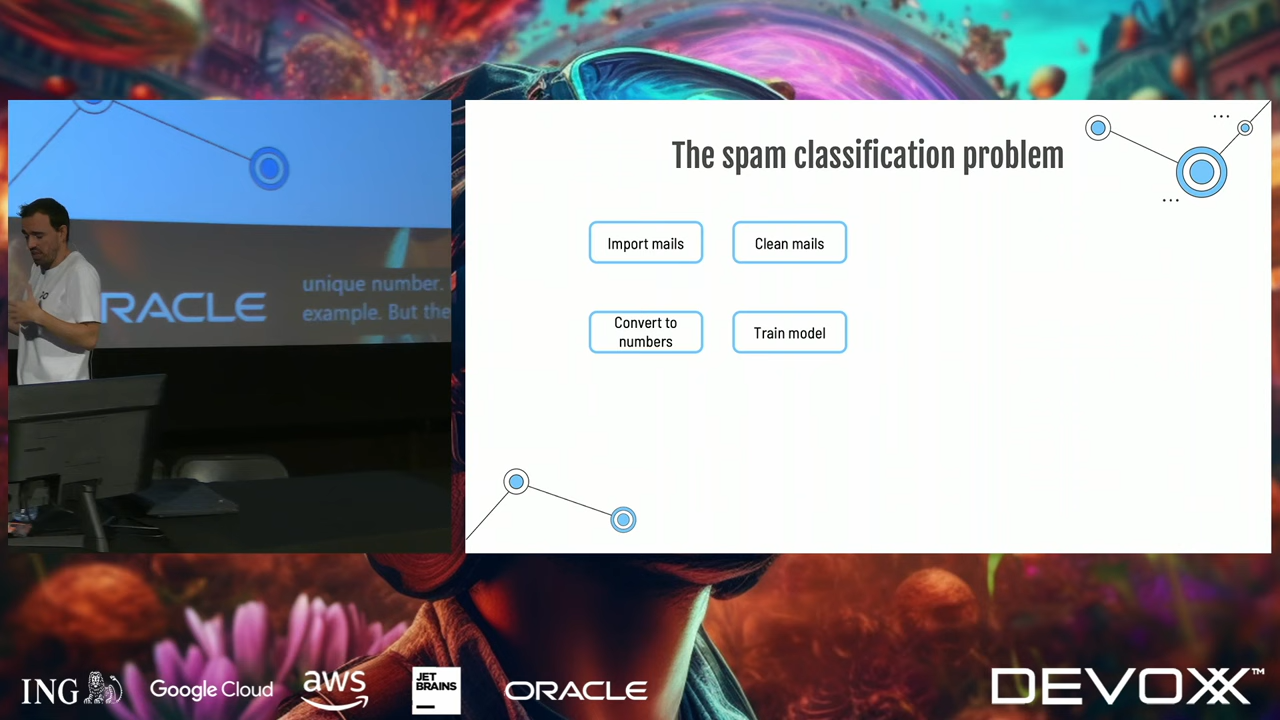 RACLE
unique number.
example. But the
The spam classification problem
Import mails
Clean mails
Convert to
numbers
Train model
ING
Google Cloud
aws
JET
BRAINS
ORACLE
DEVOXX™